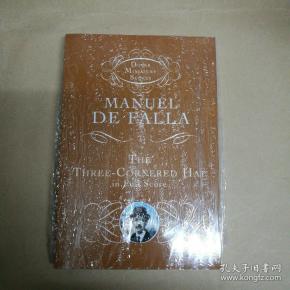 DOVER
MINIATURE
SCORES
MANUEL
DE FALLA
THE
THREE-CORNERED HAT
in Full Score
孔夫子旧书网